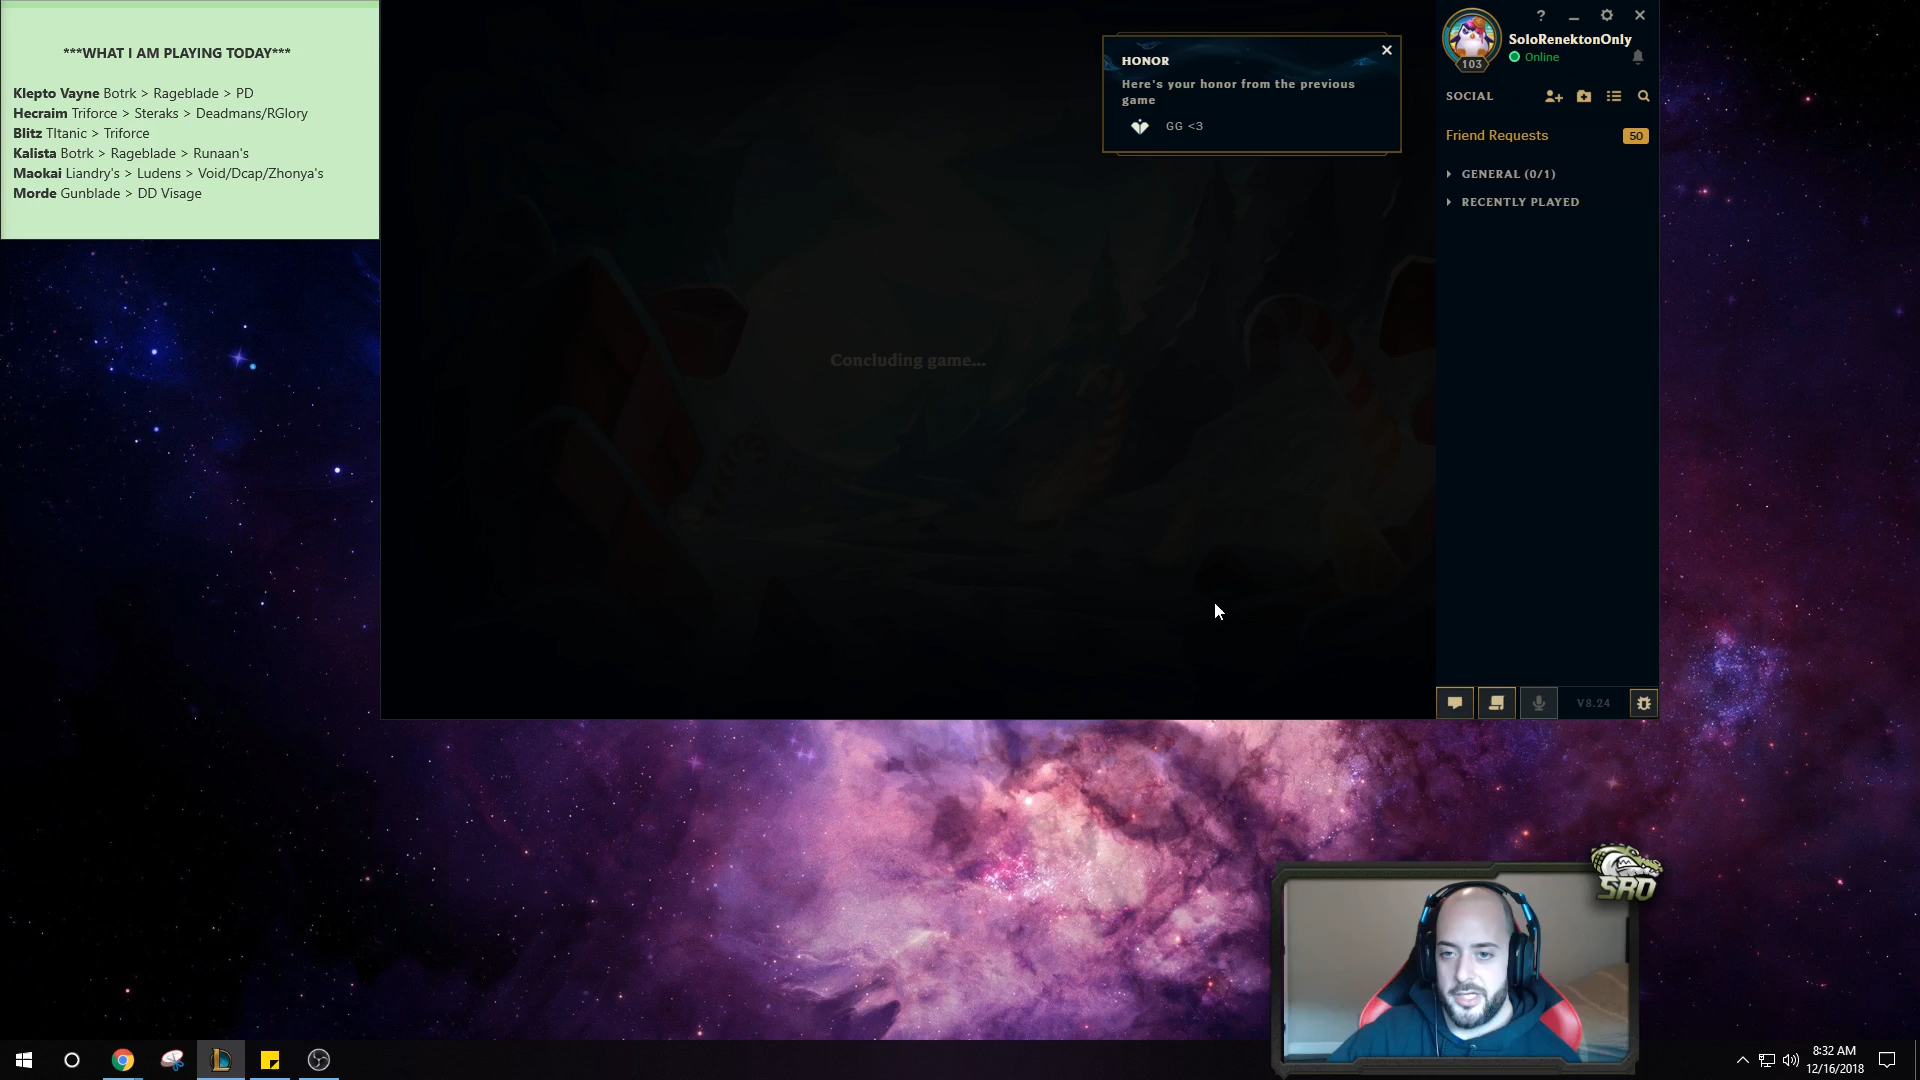 ***WHAT I AM PLAYING TODAY***
Klepto Vayne Botrk > Rageblade > PD
Hecraim Triforce > Steraks > Deadmans/RGlory
Blitz TItanic > Triforce
Kalista Botrk > Rageblade > Runaan's
Maokai Liandry's > Ludens > Void/Dcap/Zhonya's
Morde Gunblade > DD Visage
Concluding game...
HONOR
Here's your honor from the previous
game
GG <3
103
SoloRenektonOnly
Online
SOCIAL
Friend Requests 50
GENERAL (0/1)
RECENTLY PLAYED
V8.24
SRO
8:32 AM
12/16/2018